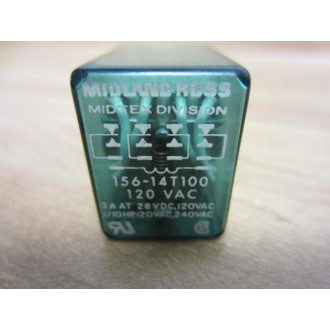 MIDLAND ROSS
MIDTEX DIVISION
156-14T100
120 VAC
3A AT 28VDC, 120VAC
1/10HP, 120VAC, 240VAC